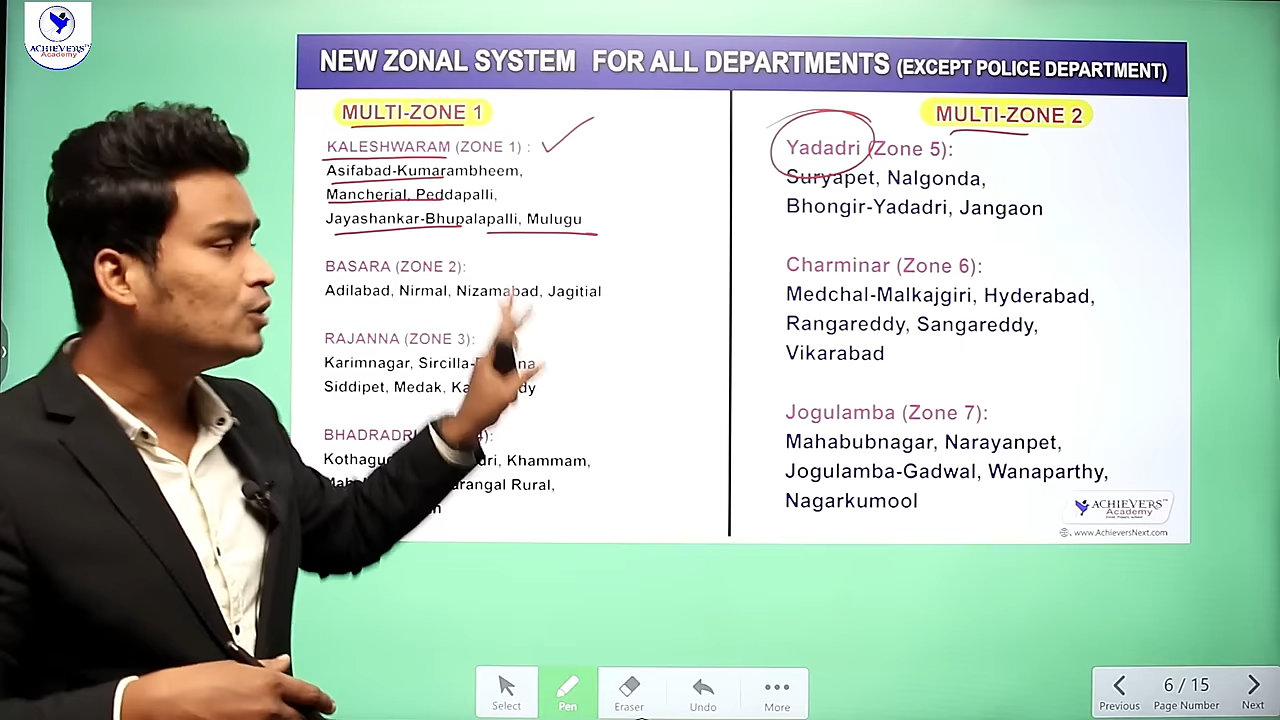 ACHIEVERS
Academy
NEW ZONAL SYSTEM FOR ALL DEPARTMENTS (EXCEPT POLICE DEPARTMENT)
MULTI-ZONE 1
KALESHWARAM (ZONE 1) :
Asifabad-Kumarambheem,
Mancherial, Peddapalli,
Jayashankar-Bhupalapalli, Mulugu
BASARA (ZONE 2):
Adilabad, Nirmal, Nizamabad, Jagitial
RAJANNA (ZONE 3):
Karimnagar, Sircilla-
Siddipet, Medak,
BHADRADRI
Khammam,
Rural,
MULTI-ZONE 2
Yadadri (Zone 5):
Suryapet, Nalgonda,
Bhongir-Yadadri, Jangaon
Charminar (Zone 6):
Medchal-Malkajgiri, Hyderabad,
Rangareddy, Sangareddy,
Vikarabad
Jogulamba (Zone 7):
Mahabubnagar, Narayanpet,
Jogulamba-Gadwal, Wanaparthy,
Nagarkumool
ACHIEVERS™
Academy
www.AchieversNext.com
Select
Pen
Eraser
Undo
More
Previous
6 / 15
Page Number
Next